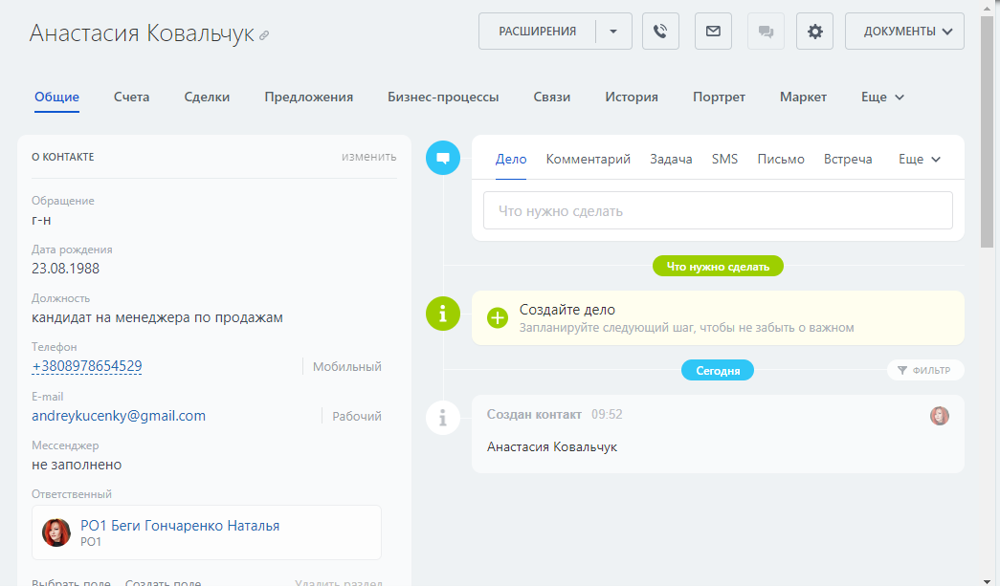 Анастасия Ковальчук
РАСШИРЕНИЯ
ДОКУМЕНТЫ
Общие
Счета
Сделки
Предложения
Бизнес-процессы
Связи
История
Портрет
Маркет
Еще
О КОНТАКТЕ
изменить
Обращение
г-н
Дата рождения
23.08.1988
Должность
кандидат на менеджера по продажам
Телефон
+3808978654529
Мобильный
E-mail
andreykucenky@gmail.com
Рабочий
Мессенджер
не заполнено
Ответственный
РО1 Беги Гончаренко Наталья
РО1
Выбрать поле
Создать поле
Удалить раздел
Дело
Комментарий
Задача
SMS
Письмо
Встреча
Еще
Что нужно сделать
Что нужно сделать
Создайте дело
Запланируйте следующий шаг, чтобы не забыть о важном
Сегодня
ФИЛЬТР
Создан контакт 09:52
Анастасия Ковальчук